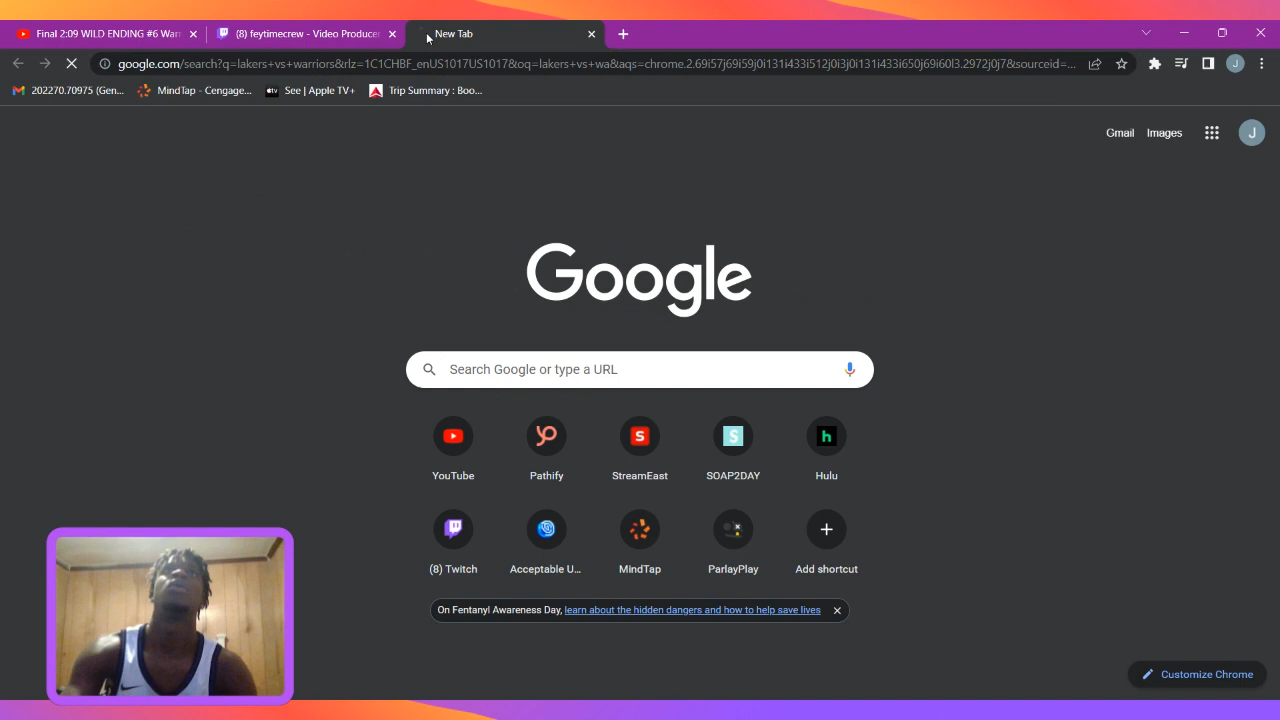 Final 2:09 WILD ENDING #6 Warr
(8) feytimecrew - Video Producer
New Tab
google.com/search?q=lakers+vs+warriors&rlz=1C1CHBF_enUS1017US1017&oq=lakers+vs+wa&aqs=chrome.2.69i57j69i59j0i131i433i512j0i3j0i131i433i650j69i60l3.2972j0j7&sourceid=...
J
202270.70975 (Gen...
MindTap - Cengage...
See | Apple TV+
Trip Summary : Boo...
Gmail
Images
J
Google
Search Google or type a URL
YouTube
Pathify
StreamEast
SOAP2DAY
Hulu
(8) Twitch
Acceptable U...
MindTap
ParlayPlay
Add shortcut
On Fentanyl Awareness Day, learn about the hidden dangers and how to help save lives
Customize Chrome